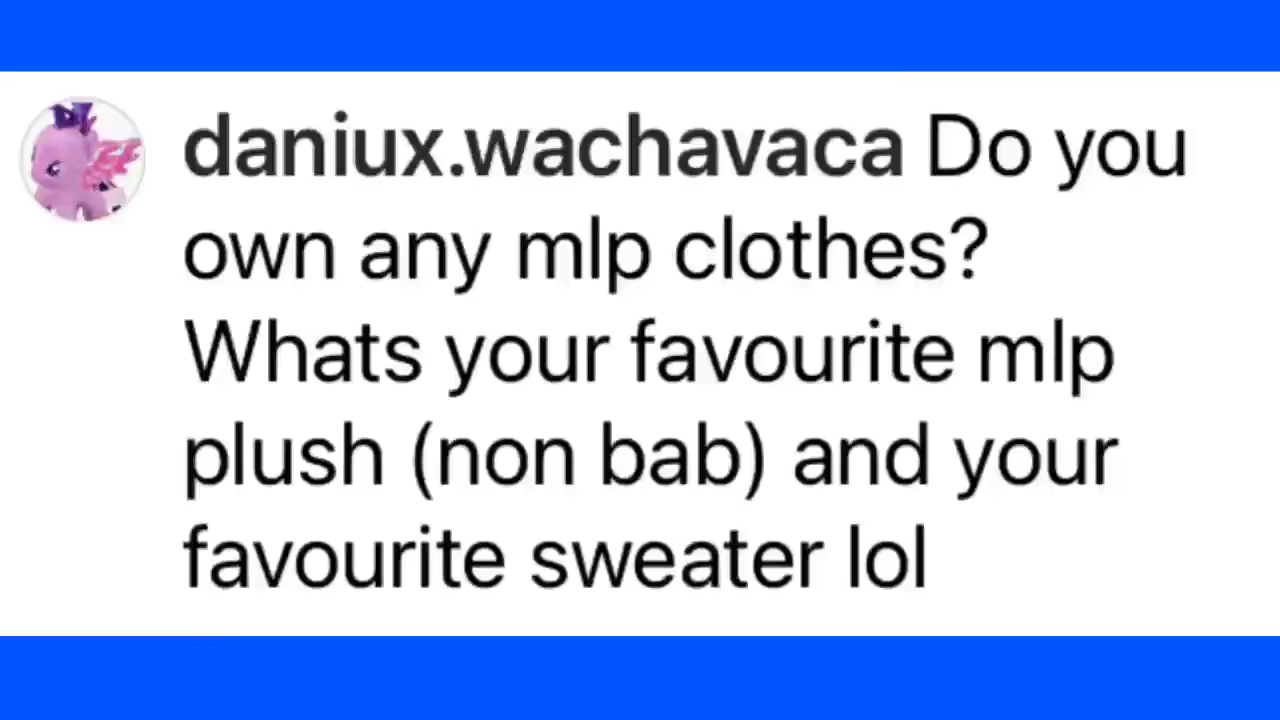 daniux.wachavaca Do you
own any mlp clothes?
Whats your favourite mlp
plush (non bab) and your
favourite sweater lol